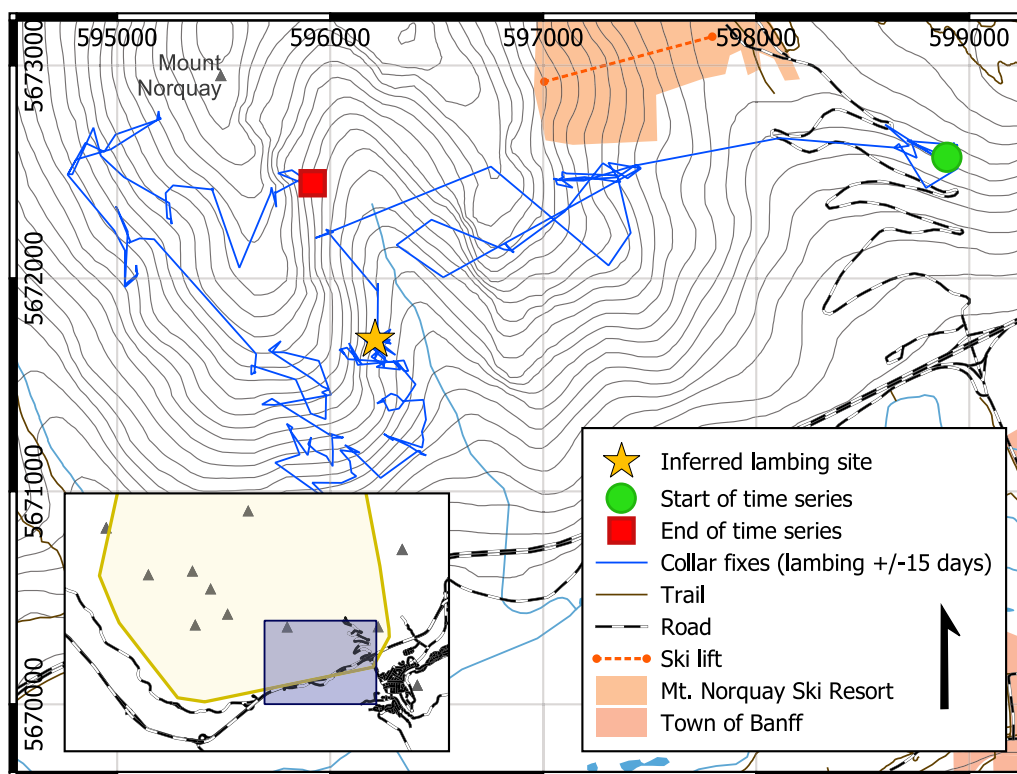 595000
596000
597000
598000
599000
5673000
Mount
Norquay
5672000
5671000
5670000
Inferred lambing site
Start of time series
End of time series
Collar fixes (lambing +/-15 days)
Trail
Road
Ski lift
Mt. Norquay Ski Resort
Town of Banff